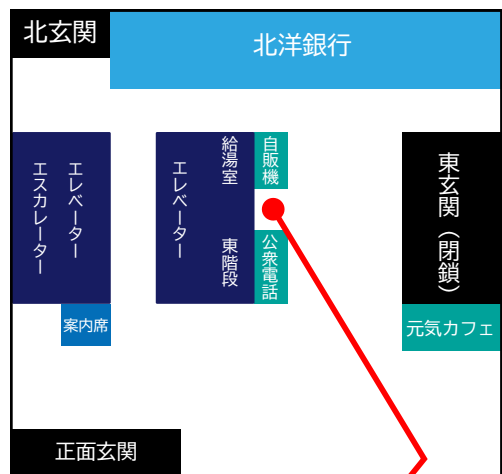 北玄関
北洋銀行
エスカレーター
エレベーター
エレベーター
給湯室
東階段
自販機
公衆電話
東玄関（閉鎖）
案内席
元気カフェ
正面玄関